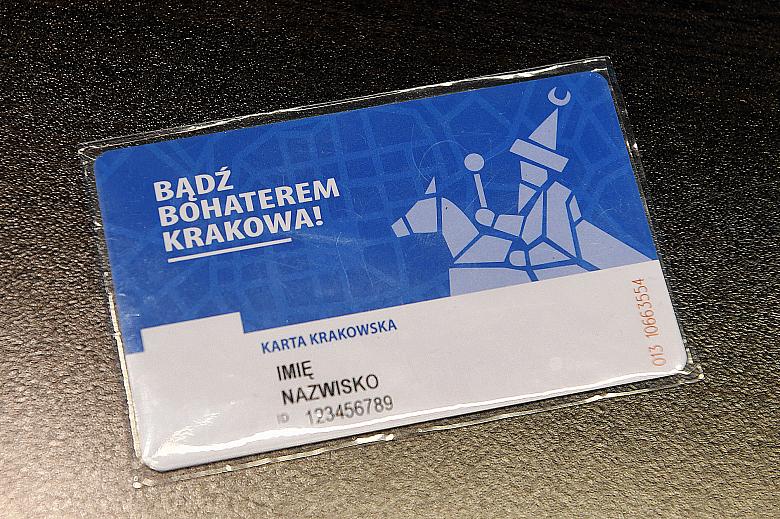 BĄDŹ
BOHATEREM
KRAKOWA!
KARTA KRAKOWSKA
IMIĘ
NAZWISKO
ID 123456789
013 10663554